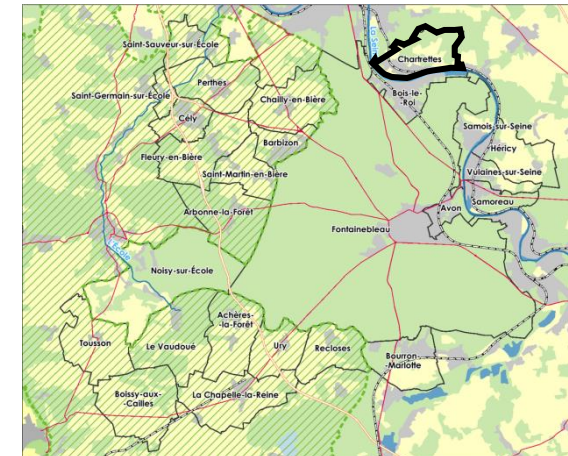 La Seine
Saint-Sauveur-sur-École
Chartrettes
Perthes
Saint-Germain-sur-École
Chailly-en-Bière
Bois-le-
-Roi
Cély
Samois-sur-Seine
Barbizon
Héricy
Fleury-en-Bière
Saint-Martin-en-Bière
Vulaines-sur-Seine
Arbonne-la-Forêt
Avon
Samoreau
Fontainebleau
L'École
Noisy-sur-École
Achères-
-la-Forêt
Tousson
Le Vaudoué
Ury
Recloses
Bourron-
-Marlotte
Boissy-aux-
-Cailles
La Chapelle-la-Reine